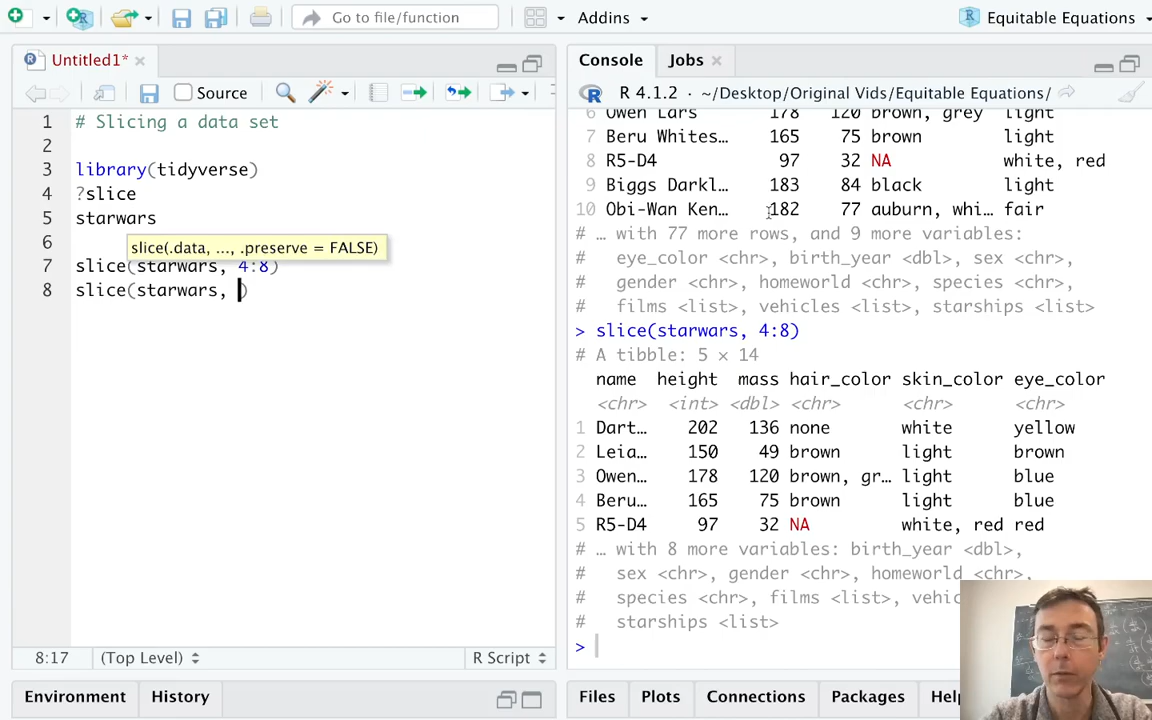 Go to file/function
Addins
Equitable Equations
Untitled1*
Source
1 # Slicing a data set
2
3 library(tidyverse)
4 ?slice
5 starwars
6
slice(.data, ..., .preserve = FALSE)
7 slice(starwars, 4:8)
8 slice(starwars, )
8:17 (Top Level) R Script
Environment History
Console Jobs
R 4.1.2 · ~/Desktop/Original Vids/Equitable Equations/
6 Owen Lars 178 120 brown, grey light
7 Beru Whites… 165 75 brown light
8 R5-D4 97 32 NA white, red
9 Biggs Darkl… 183 84 black light
10 Obi-Wan Ken… 182 77 auburn, whi… fair
# … with 77 more rows, and 9 more variables:
# eye_color <chr>, birth_year <dbl>, sex <chr>,
# gender <chr>, homeworld <chr>, species <chr>,
# films <list>, vehicles <list>, starships <list>
> slice(starwars, 4:8)
# A tibble: 5 × 14
name height mass hair_color skin_color eye_color
<chr> <int> <dbl> <chr> <chr> <chr>
1 Dart… 202 136 none white yellow
2 Leia… 150 49 brown light brown
3 Owen… 178 120 brown, gr… light blue
4 Beru… 165 75 brown light blue
5 R5-D4 97 32 NA white, red red
# … with 8 more variables: birth_year <dbl>,
# sex <chr>, gender <chr>, homeworld <chr>,
# species <chr>, films <list>, vehic
# starships <list>
>
Files Plots Connections Packages Help